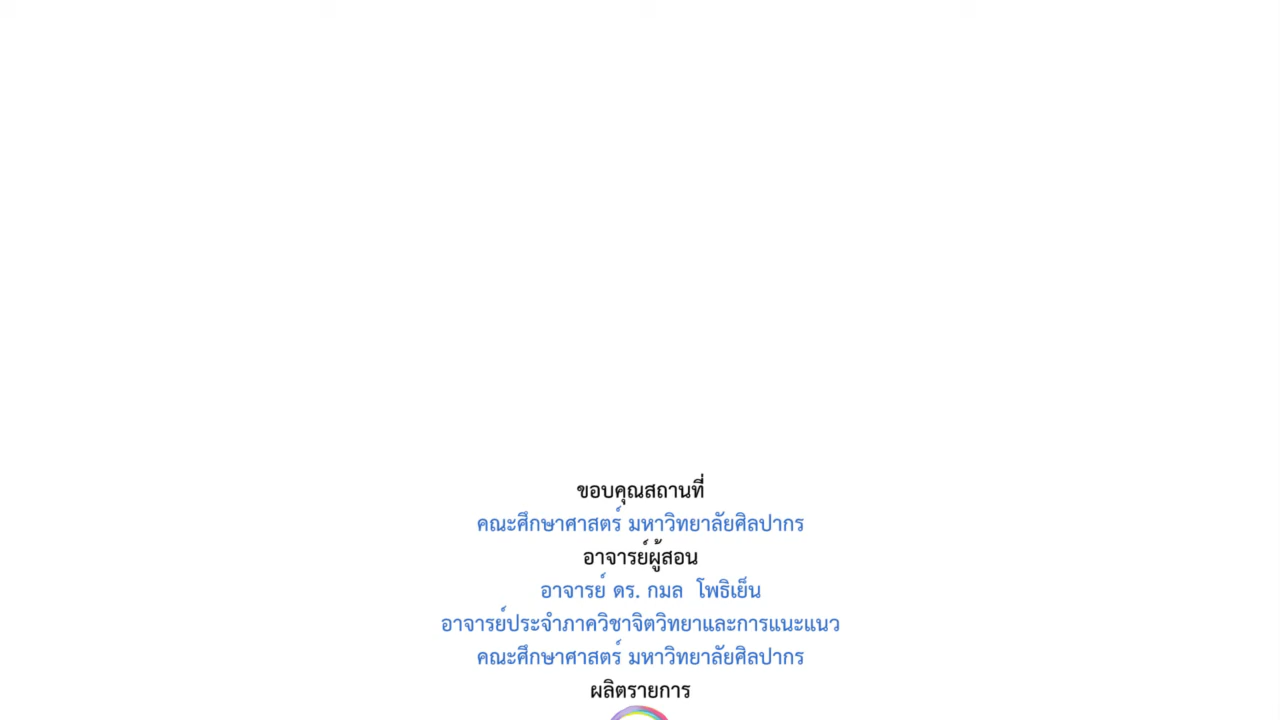 ขอบคุณสถานที่
คณะศึกษาศาสตร์ มหาวิทยาลัยศิลปากร
อาจารย์ผู้สอน
อาจารย์ ดร. กมล โพธิเย็น
อาจารย์ประจำภาควิชาจิตวิทยาและการแนะแนว
คณะศึกษาศาสตร์ มหาวิทยาลัยศิลปากร
ผลิตรายการ